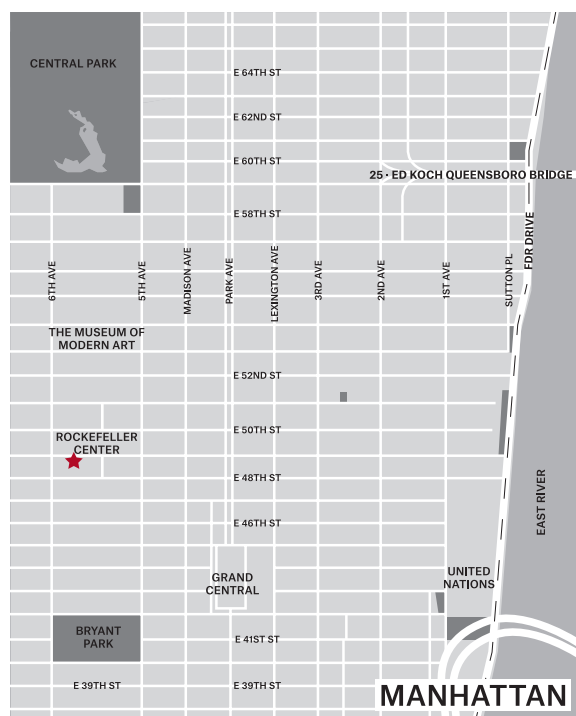 CENTRAL PARK
E 64TH ST
E 62ND ST
E 60TH ST
25 • ED KOCH QUEENSBORO BRIDGE
E 58TH ST
6TH AVE
5TH AVE
MADISON AVE
PARK AVE
LEXINGTON AVE
3RD AVE
2ND AVE
1ST AVE
SUTTON PL
FDR DRIVE
THE MUSEUM OF
MODERN ART
E 52ND ST
E 50TH ST
ROCKEFELLER
CENTER
E 48TH ST
EAST RIVER
E 46TH ST
GRAND
CENTRAL
UNITED
NATIONS
BRYANT
PARK
E 41ST ST
E 39TH ST
E 39TH ST
MANHATTAN